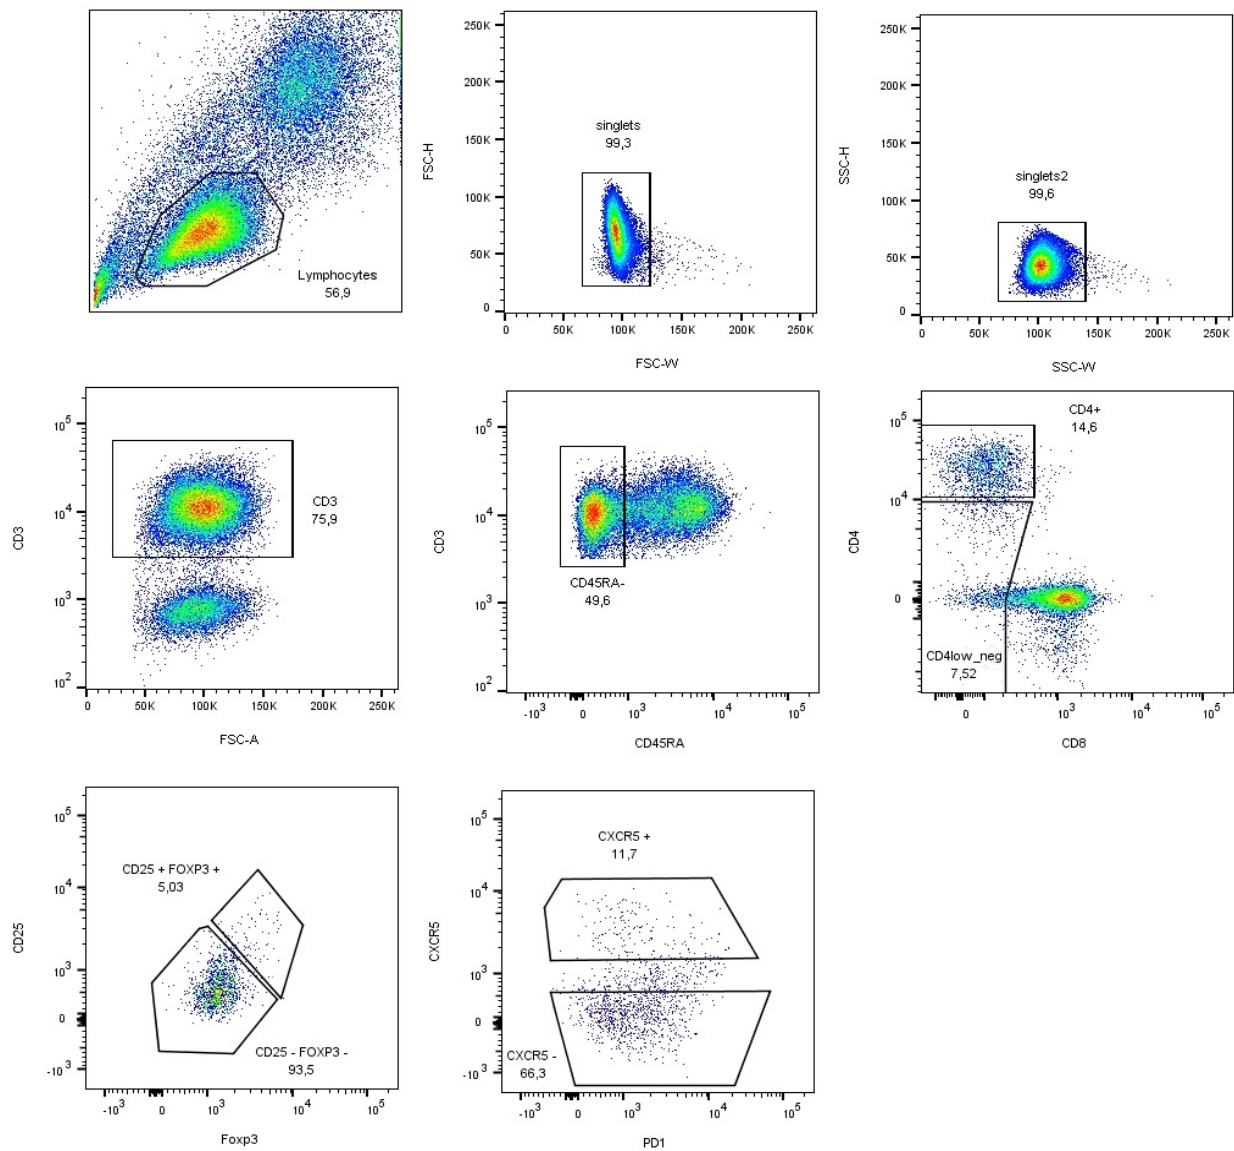 250K
200K
150K
100K
50K
0
FSC-H
singlets
99,3
0
50K
100K
150K
200K
250K
FSC-W
250K
200K
150K
100K
50K
0
SSC-H
singlets2
99,6
0
50K
100K
150K
200K
250K
SSC-W
Lymphocytes
56,9
10^5
10^4
10^3
10^2
CD3
CD3
75,9
0
50K
100K
150K
200K
250K
FSC-A
10^5
10^4
10^3
10^2
CD3
CD45RA-
49,6
-10^3
0
10^3
10^4
10^5
CD45RA
10^5
10^4
0
CD4
CD4+
14,6
CD4low_neg
7,52
0
10^3
10^4
10^5
CD8
10^5
10^4
10^3
0
-10^3
CD25
CD25 + FOXP3 +
5,03
CD25 - FOXP3 -
93,5
-10^3
0
10^3
10^4
10^5
Foxp3
10^5
10^4
10^3
0
-10^3
CXCR5
CXCR5 +
11,7
CXCR5 -
66,3
-10^3
0
10^3
10^4
10^5
PD1